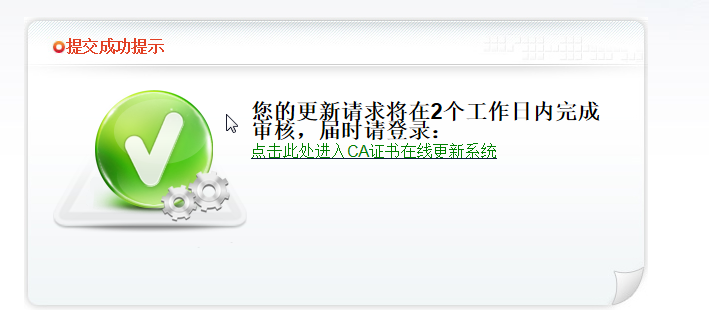 提交成功提示
您的更新请求将在2个工作日内完成
审核，届时请登录：
点击此处进入CA证书在线更新系统